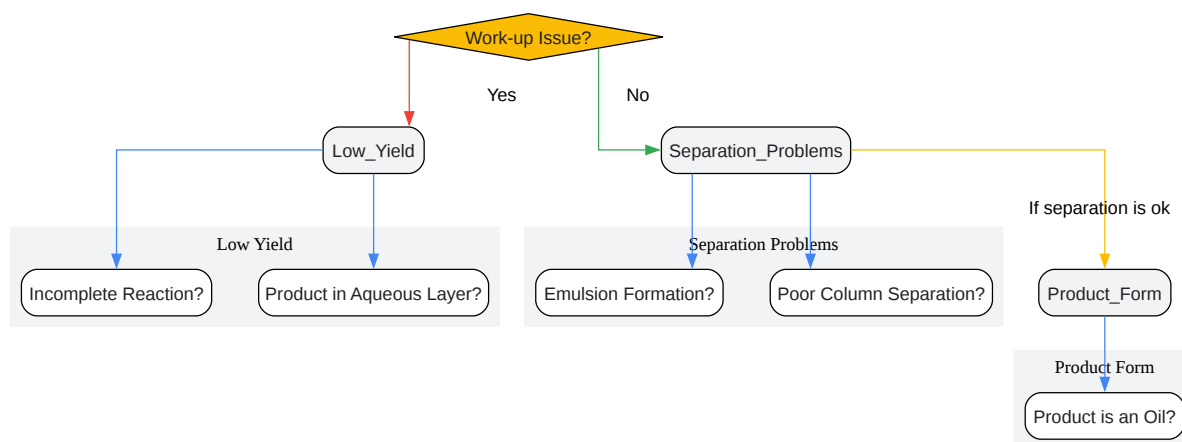 Work-up Issue?
Yes
No
Low_Yield
Separation_Problems
If separation is ok
Low Yield
Separation Problems
Incomplete Reaction?
Product in Aqueous Layer?
Emulsion Formation?
Poor Column Separation?
Product_Form
Product Form
Product is an Oil?